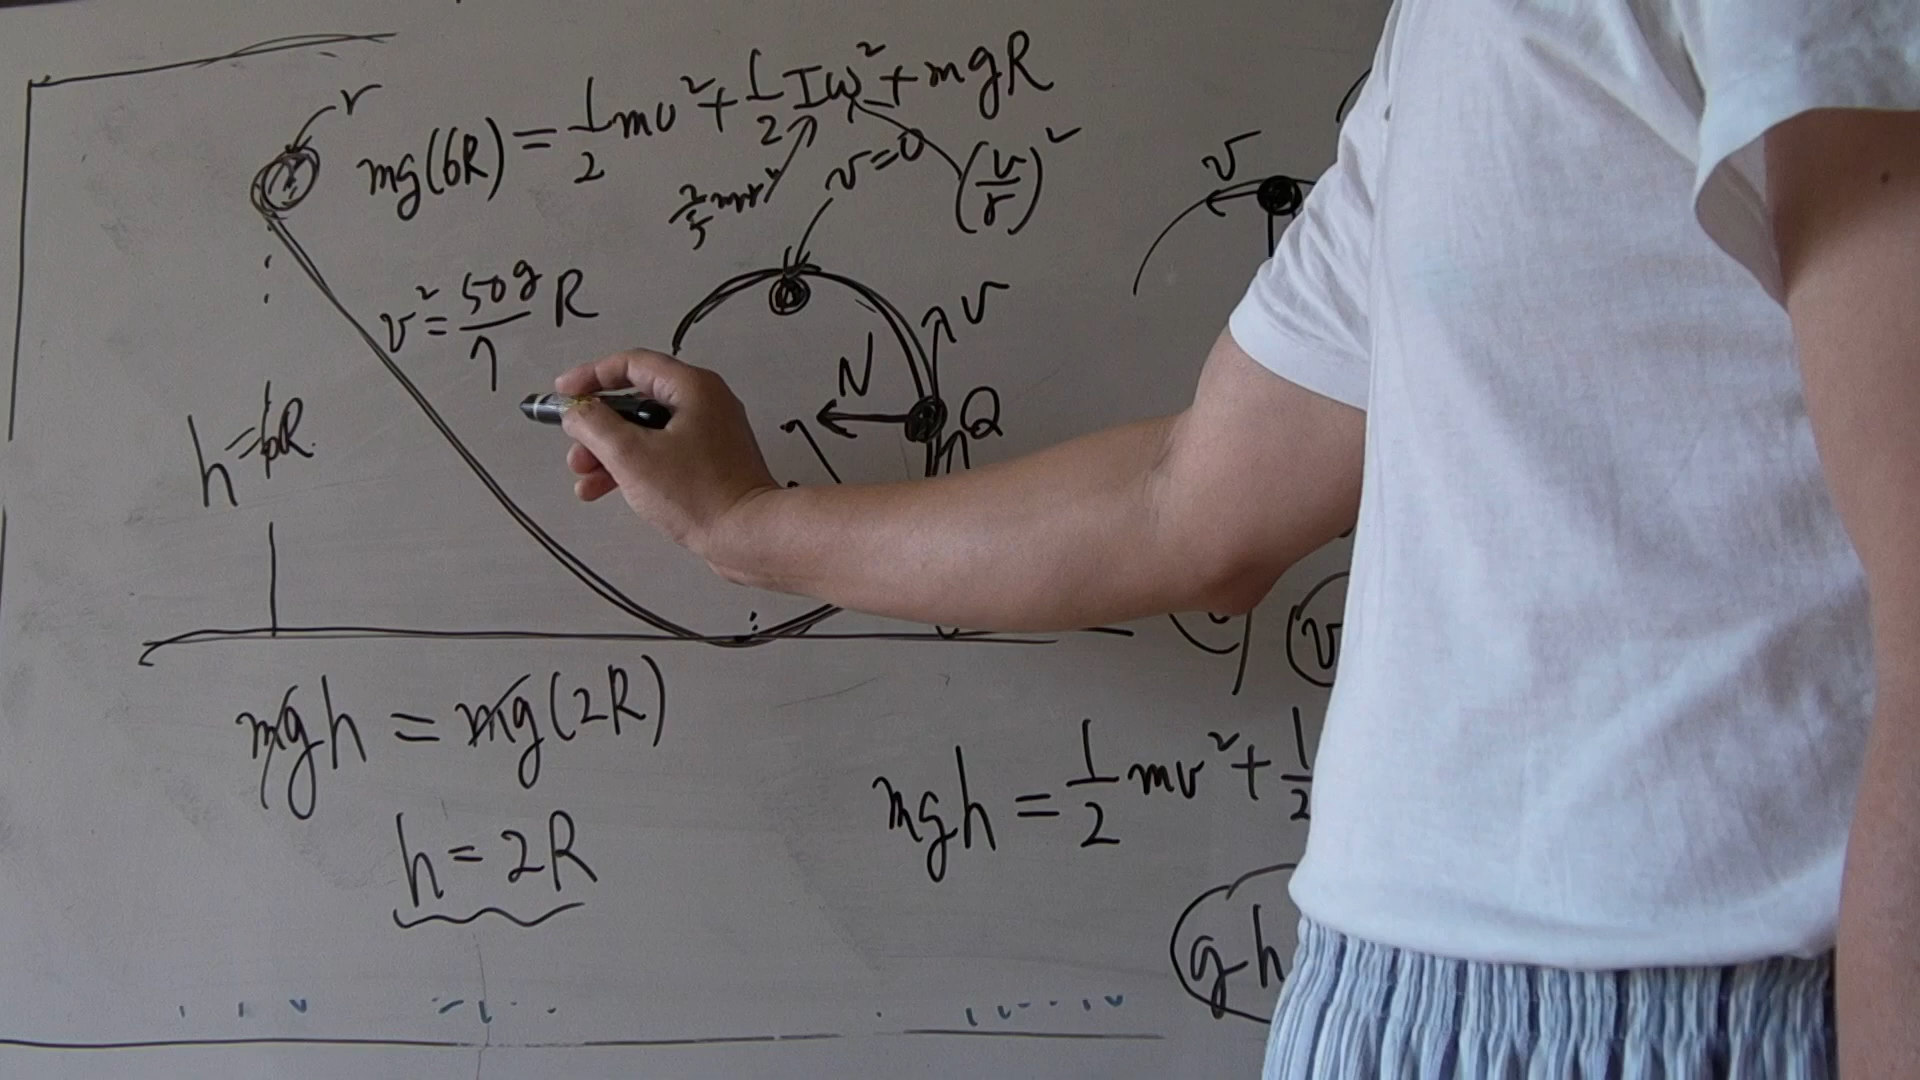 r
mg(6R) = 1/2 mv² + 1/2 Iω² + mgR
2/5 mr²
v=0
(v/r)²
v
v² = 50g/7 R
v
N
Q
h=6R
mgh = mg(2R)
h = 2R
mgh = 1/2 mv² + 1/2
gh